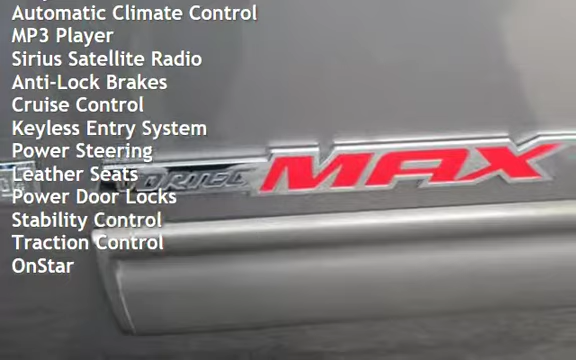 Automatic Climate Control
MP3 Player
Sirius Satellite Radio
Anti-Lock Brakes
Cruise Control
Keyless Entry System
Power Steering
Leather Seats
Power Door Locks
Stability Control
Traction Control
OnStar
VORTEC MAX